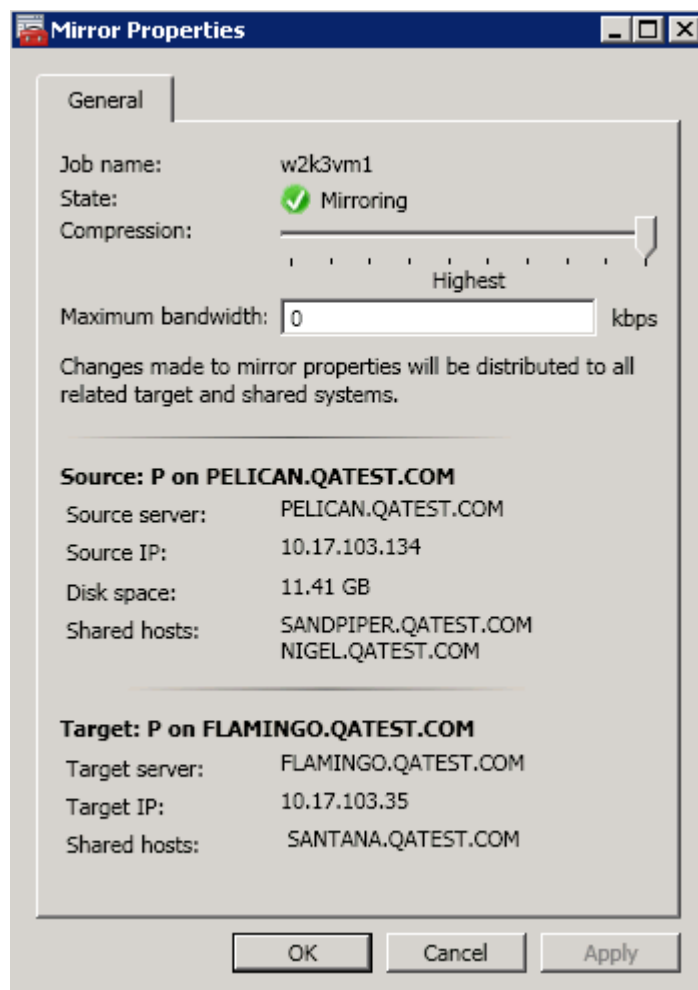 Mirror Properties
General
Job name: w2k3vm1
State: Mirroring
Compression:
Highest
Maximum bandwidth: 0 kbps
Changes made to mirror properties will be distributed to all
related target and shared systems.
Source: P on PELICAN.QATEST.COM
Source server: PELICAN.QATEST.COM
Source IP: 10.17.103.134
Disk space: 11.41 GB
Shared hosts: SANDPIPER.QATEST.COM
NIGEL.QATEST.COM
Target: P on FLAMINGO.QATEST.COM
Target server: FLAMINGO.QATEST.COM
Target IP: 10.17.103.35
Shared hosts: SANTANA.QATEST.COM
OK Cancel Apply